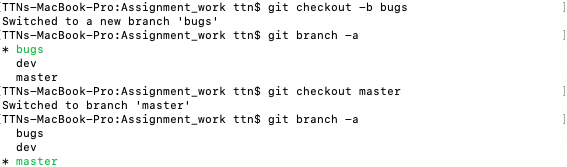 [TTNs-MacBook-Pro:Assignment_work ttn$ git checkout -b bugs ]
Switched to a new branch 'bugs'
[TTNs-MacBook-Pro:Assignment_work ttn$ git branch -a ]
* bugs
dev
master
[TTNs-MacBook-Pro:Assignment_work ttn$ git checkout master ]
Switched to branch 'master'
[TTNs-MacBook-Pro:Assignment_work ttn$ git branch -a ]
bugs
dev
* master